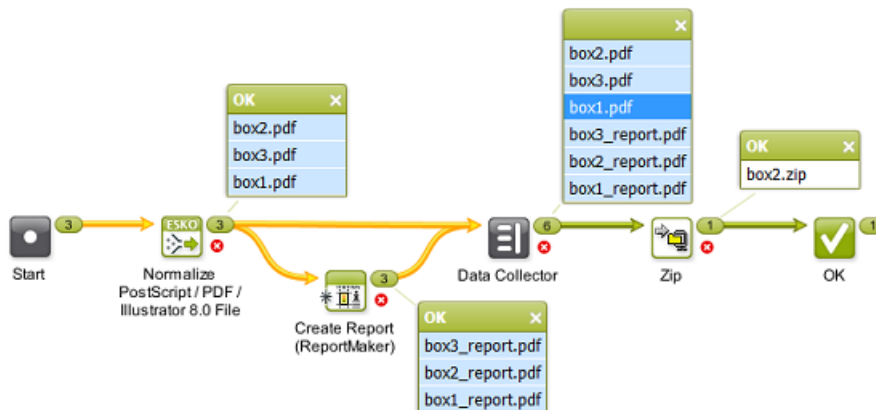 box2.pdf
box3.pdf
box1.pdf
box3_report.pdf
box2_report.pdf
box1_report.pdf
OK
box2.pdf
box3.pdf
box1.pdf
OK
box2.zip
3
ESKO
3
6
1
1
Start
Normalize
PostScript / PDF /
Illustrator 8.0 File
3
Create Report
(ReportMaker)
Data Collector
Zip
OK
OK
box3_report.pdf
box2_report.pdf
box1_report.pdf